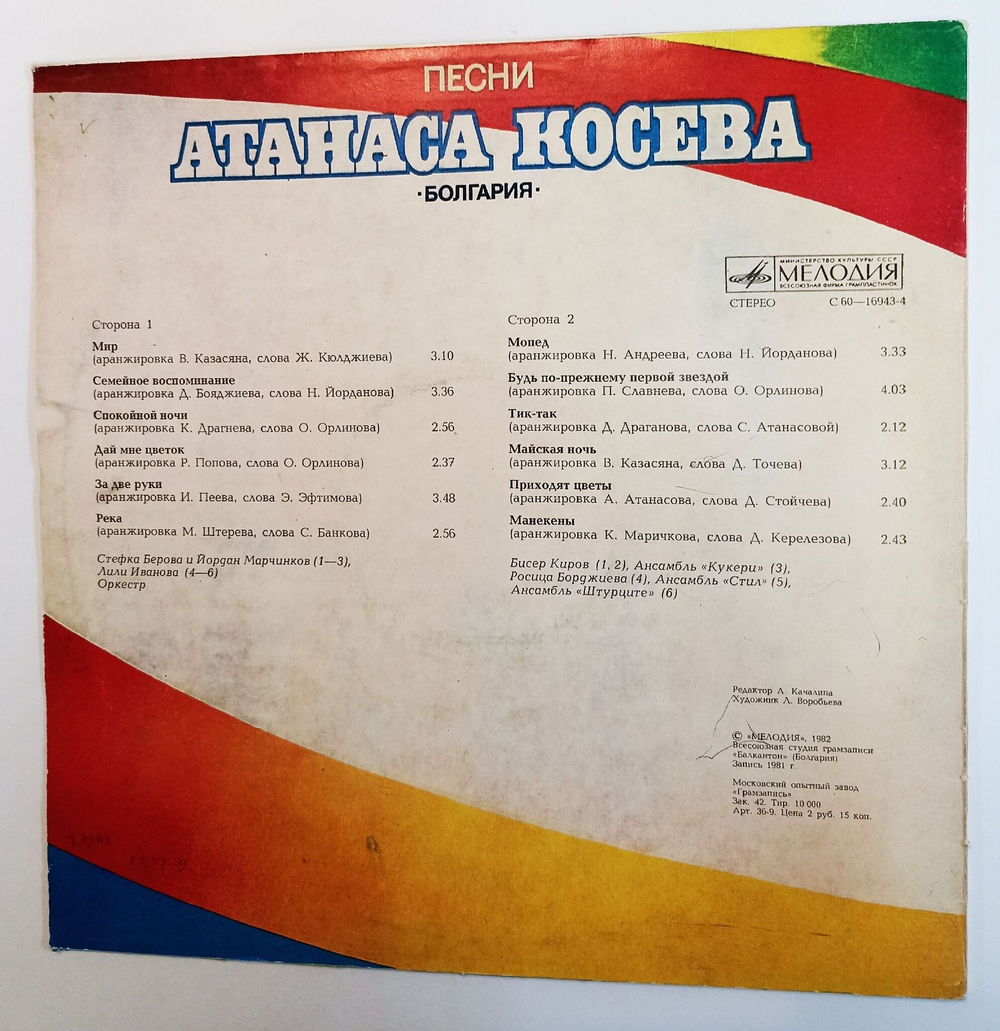 ПЕСНИ
АТАНАСА КОСЕВА
·БОЛГАРИЯ·
МИНИСТЕРСТВО КУЛЬТУРЫ СССР
МЕЛОДИЯ
ВСЕСОЮЗНАЯ ФИРМА ГРАМПЛАСТИНОК
СТЕРЕО С 60—16943-4
Сторона 1
Мир
(аранжировка В. Казасяна, слова Ж. Кюлджиева) 3.10
Семейное воспоминание
(аранжировка Д. Бояджиева, слова Н. Йорданова) 3.36
Спокойной ночи
(аранжировка К. Драгнева, слова О. Орлинова) 2.56
Дай мне цветок
(аранжировка Р. Попова, слова О. Орлинова) 2.37
За две руки
(аранжировка И. Пеева, слова Э. Эфтимова) 3.48
Река
(аранжировка М. Штерева, слова С. Банкова) 2.56
Стефка Берова и Йордан Марчинков (1—3),
Лили Иванова (4—6)
Оркестр
Сторона 2
Мопед
(аранжировка Н. Андреева, слова Н. Йорданова) 3.33
Будь по-прежнему первой звездой
(аранжировка П. Славнева, слова О. Орлинова) 4.03
Тик-так
(аранжировка Д. Драганова, слова С. Атанасовой) 2.12
Майская ночь
(аранжировка В. Казасяна, слова Д. Точева) 3.12
Приходят цветы
(аранжировка А. Атанасова, слова Д. Стойчева) 2.40
Манекены
(аранжировка К. Маричкова, слова Д. Керелезова) 2.43
Бисер Киров (1, 2), Ансамбль «Кукери» (3),
Росица Борджиева (4), Ансамбль «Стил» (5),
Ансамбль «Штурците» (6)
Редактор А. Качалина
Художник Л. Воробьева
© «МЕЛОДИЯ», 1982
Всесоюзная студия грамзаписи
«Балкантон» (Болгария)
Запись 1981 г.
Московский опытный завод
«Грамзапись»
Зак. 42. Тир. 10 000
Арт. 36-9. Цена 2 руб. 15 коп.